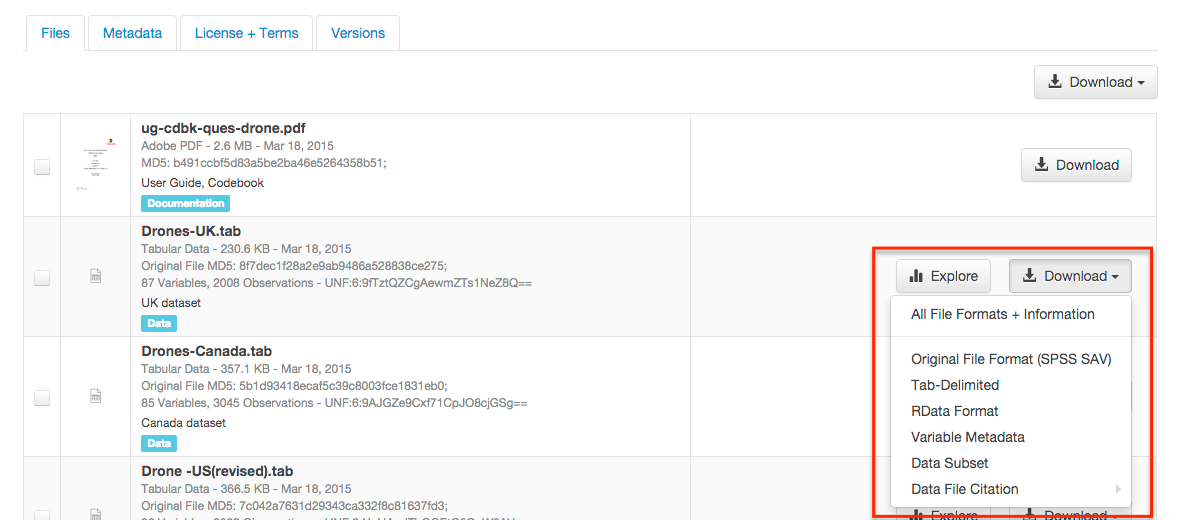 Files
Metadata
License + Terms
Versions
Download
ug-cdbk-ques-drone.pdf
Adobe PDF - 2.6 MB - Mar 18, 2015
MD5: b491ccbf5d83a5be2ba46e5264358b51;
User Guide, Codebook
Documentation
Download
Drones-UK.tab
Tabular Data - 230.6 KB - Mar 18, 2015
Original File MD5: 8f7dec1f28a2e9ab9486a528838ce275;
87 Variables, 2008 Observations - UNF:6:9fTztQZCgAewmZTs1NeZ8Q==
UK dataset
Data
Explore
Download
All File Formats + Information
Original File Format (SPSS SAV)
Tab-Delimited
RData Format
Variable Metadata
Data Subset
Data File Citation
Drones-Canada.tab
Tabular Data - 357.1 KB - Mar 18, 2015
Original File MD5: 5b1d93418ecaf5c39c8003fce1831eb0;
85 Variables, 3045 Observations - UNF:6:9AJGZe9Cxf71CpJO8cjGSg==
Canada dataset
Data
Drone -US(revised).tab
Tabular Data - 366.5 KB - Mar 18, 2015
Original File MD5: 7c042a7631d29343ca332f8c81637fd3;
Explore
Download